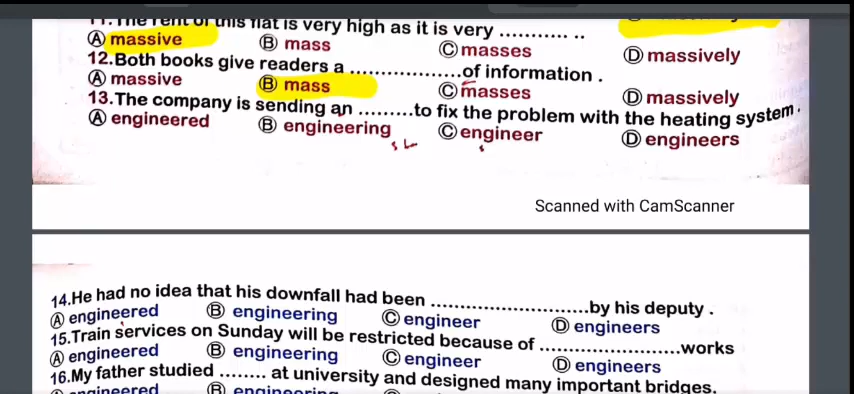 11.The rent of this flat is very high as it is very ........... ..
Ⓐ massive Ⓑ mass Ⓒ masses Ⓓ massively
12.Both books give readers a ...................of information .
Ⓐ massive Ⓑ mass Ⓒ masses Ⓓ massively
13.The company is sending an .........to fix the problem with the heating system.
Ⓐ engineered Ⓑ engineering Ⓒ engineer Ⓓ engineers
Scanned with CamScanner
14.He had no idea that his downfall had been ...........................by his deputy .
Ⓐ engineered Ⓑ engineering Ⓒ engineer Ⓓ engineers
15.Train services on Sunday will be restricted because of ........................works
Ⓐ engineered Ⓑ engineering Ⓒ engineer Ⓓ engineers
16.My father studied ........ at university and designed many important bridges.
Ⓐ engineered Ⓑ engineering